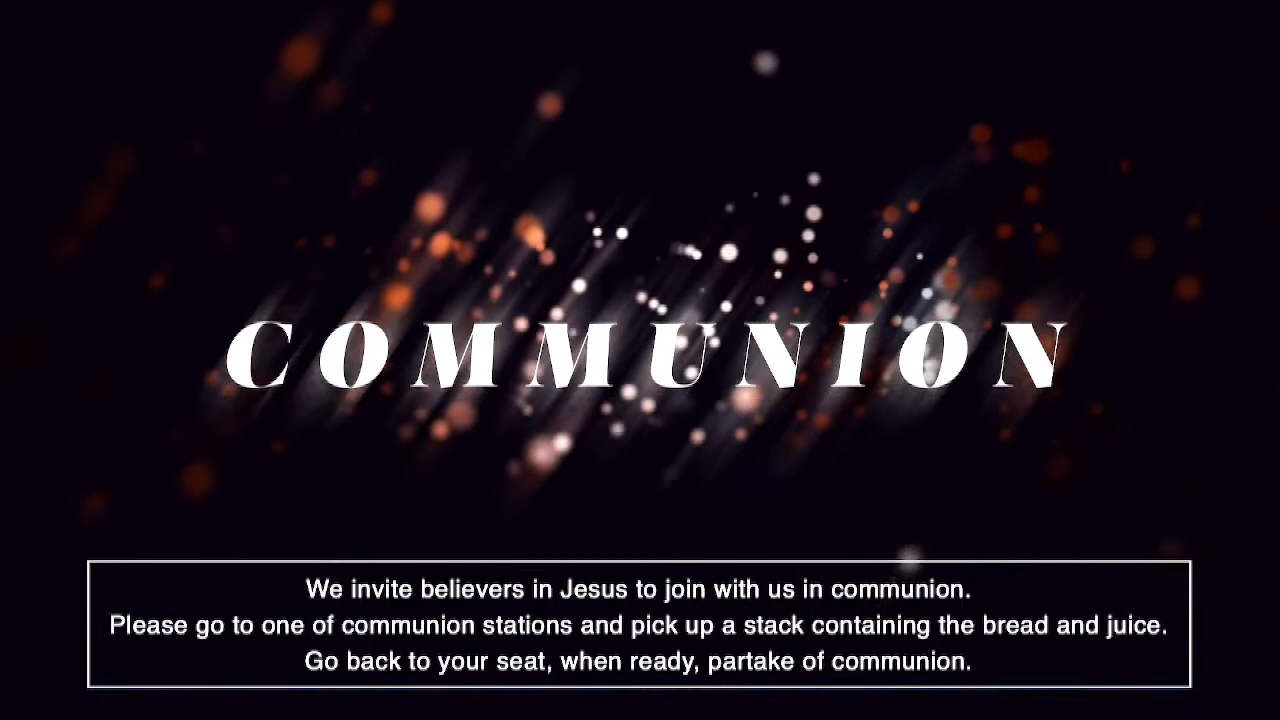 COMMUNION
We invite believers in Jesus to join with us in communion.
Please go to one of communion stations and pick up a stack containing the bread and juice.
Go back to your seat, when ready, partake of communion.